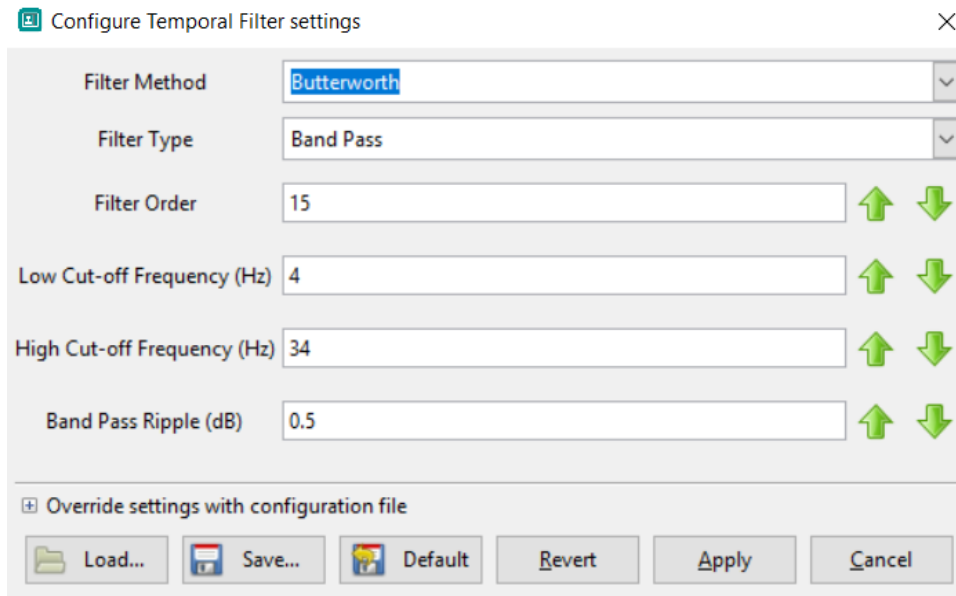 Configure Temporal Filter settings
Filter Method Butterworth
Filter Type Band Pass
Filter Order 15
Low Cut-off Frequency (Hz) 4
High Cut-off Frequency (Hz) 34
Band Pass Ripple (dB) 0.5
Override settings with configuration file
Load... Save... Default Revert Apply Cancel